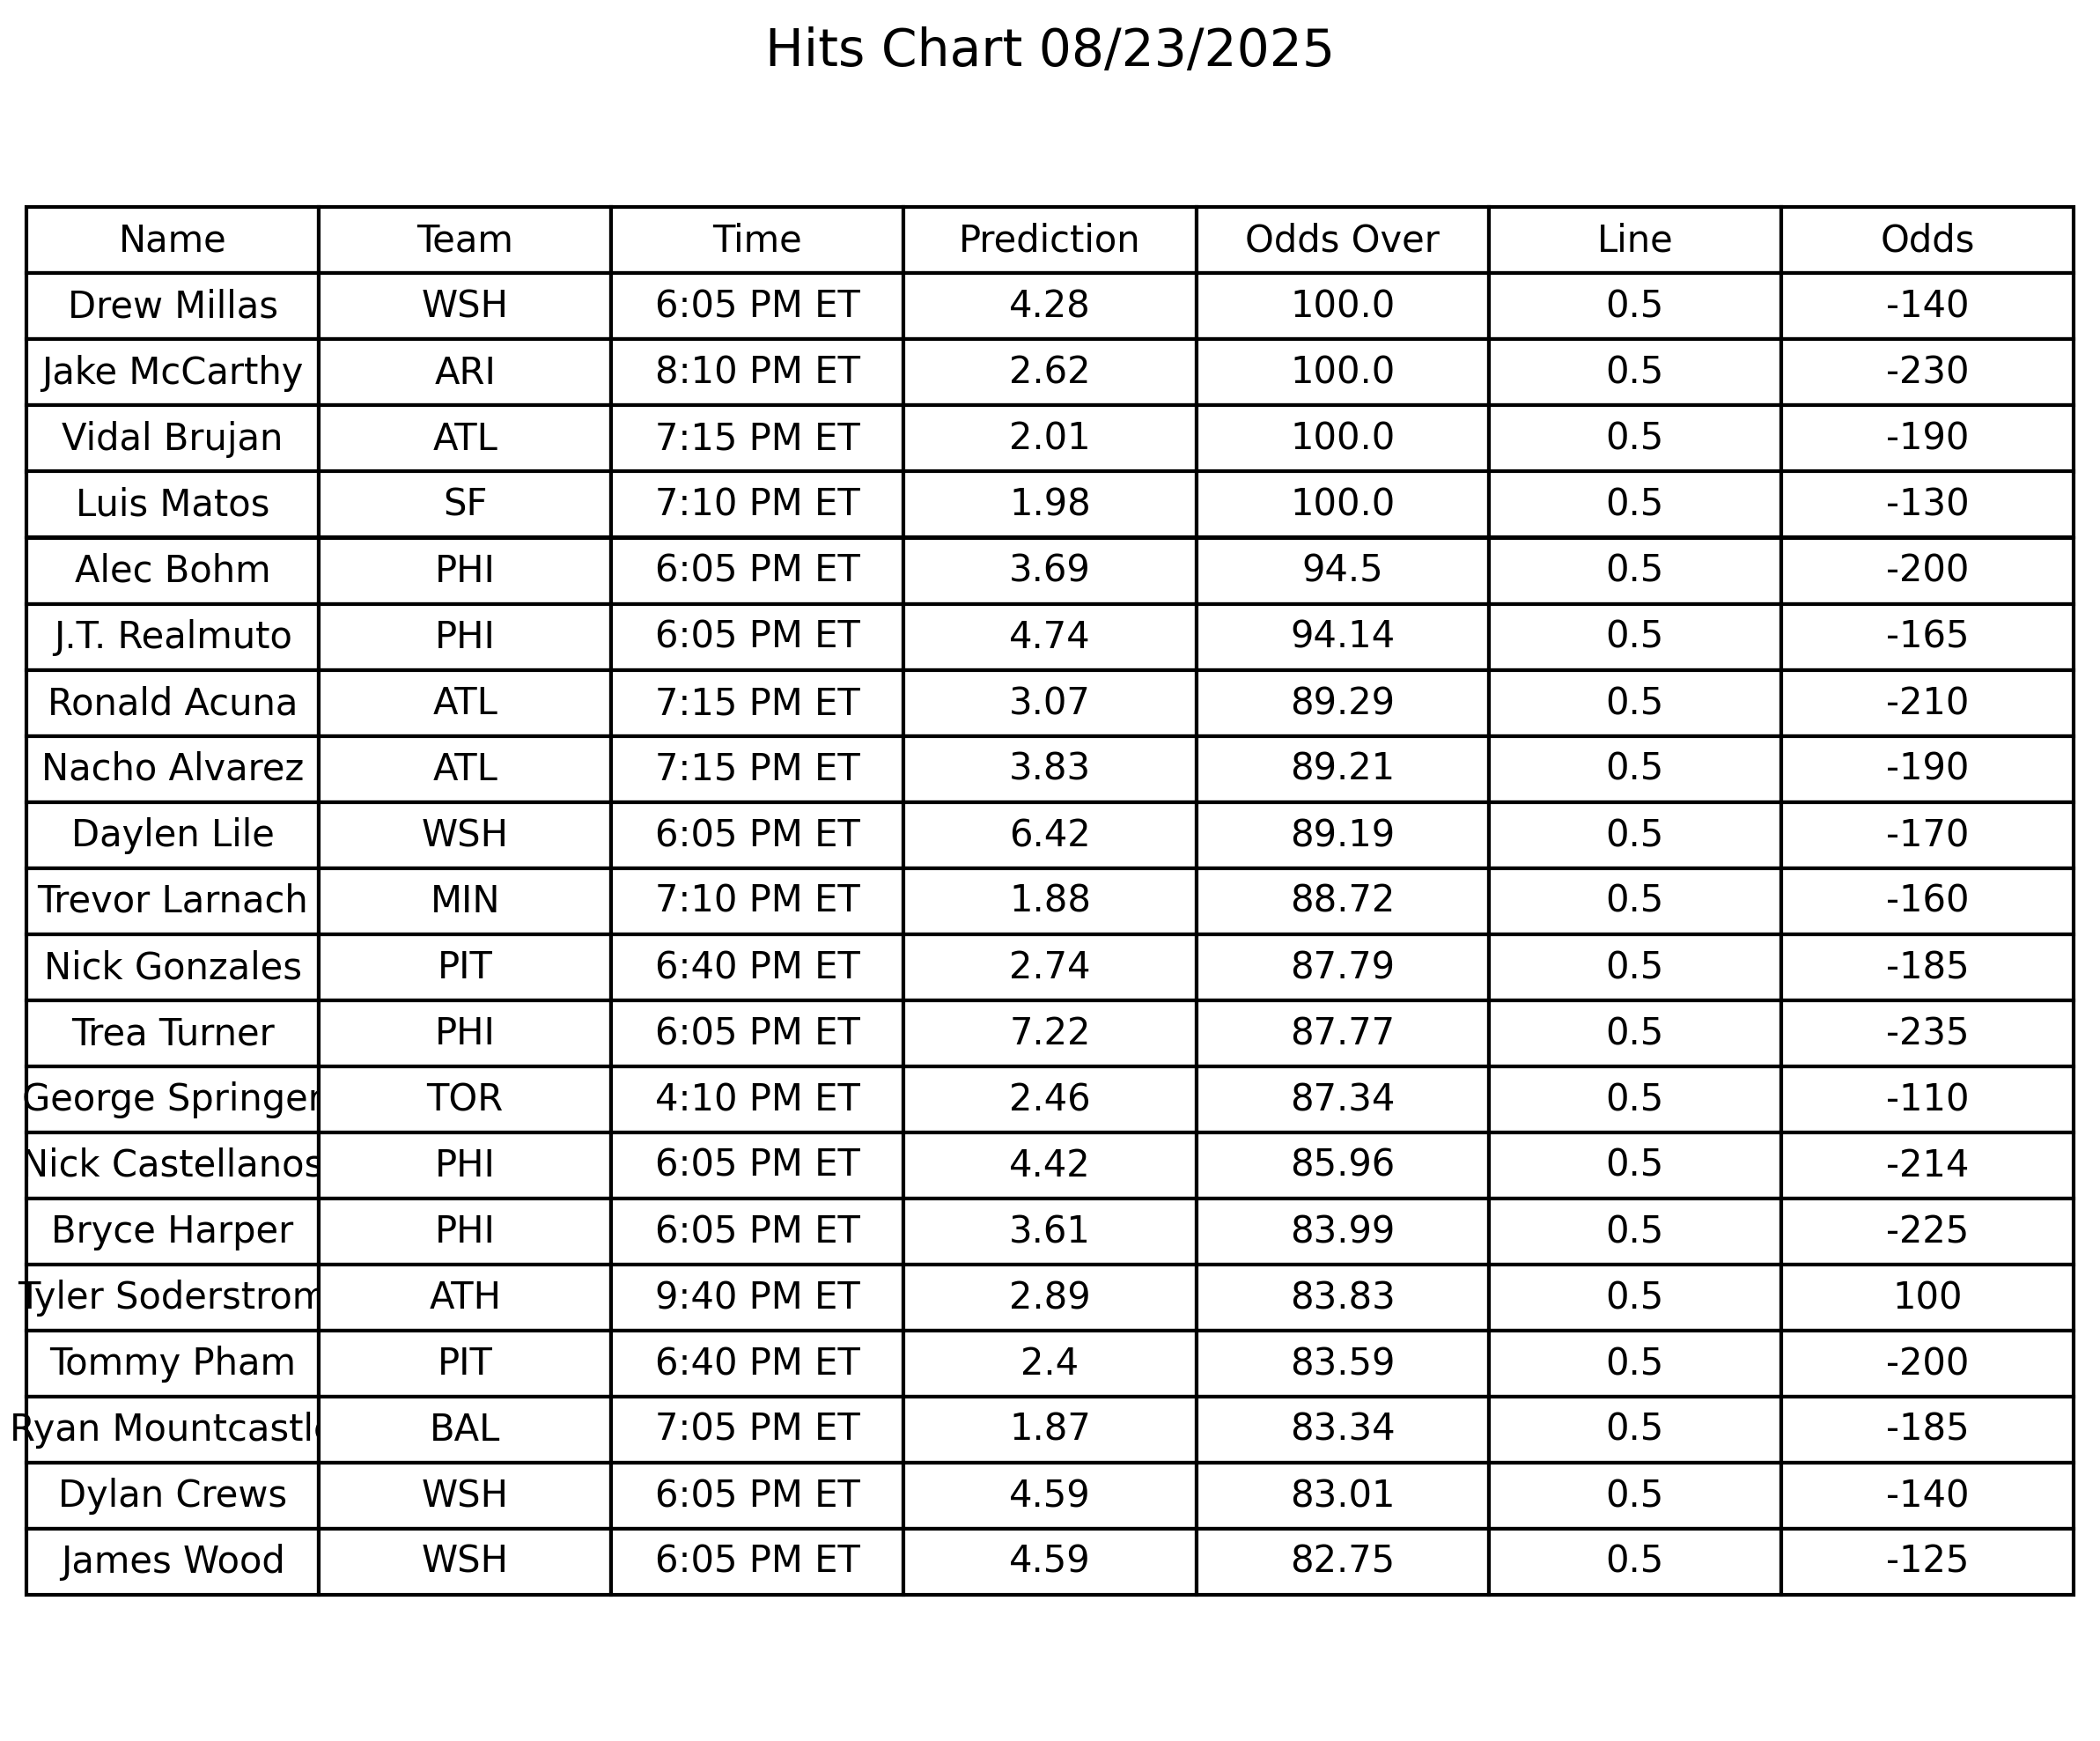 Hits Chart 08/23/2025
Name Team Time Prediction Odds Over Line Odds
Drew Millas WSH 6:05 PM ET 4.28 100.0 0.5 -140
Jake McCarthy ARI 8:10 PM ET 2.62 100.0 0.5 -230
Vidal Brujan ATL 7:15 PM ET 2.01 100.0 0.5 -190
Luis Matos SF 7:10 PM ET 1.98 100.0 0.5 -130
Alec Bohm PHI 6:05 PM ET 3.69 94.5 0.5 -200
J.T. Realmuto PHI 6:05 PM ET 4.74 94.14 0.5 -165
Ronald Acuna ATL 7:15 PM ET 3.07 89.29 0.5 -210
Nacho Alvarez ATL 7:15 PM ET 3.83 89.21 0.5 -190
Daylen Lile WSH 6:05 PM ET 6.42 89.19 0.5 -170
Trevor Larnach MIN 7:10 PM ET 1.88 88.72 0.5 -160
Nick Gonzales PIT 6:40 PM ET 2.74 87.79 0.5 -185
Trea Turner PHI 6:05 PM ET 7.22 87.77 0.5 -235
George Springer TOR 4:10 PM ET 2.46 87.34 0.5 -110
Nick Castellanos PHI 6:05 PM ET 4.42 85.96 0.5 -214
Bryce Harper PHI 6:05 PM ET 3.61 83.99 0.5 -225
Tyler Soderstrom ATH 9:40 PM ET 2.89 83.83 0.5 100
Tommy Pham PIT 6:40 PM ET 2.4 83.59 0.5 -200
Ryan Mountcastle BAL 7:05 PM ET 1.87 83.34 0.5 -185
Dylan Crews WSH 6:05 PM ET 4.59 83.01 0.5 -140
James Wood WSH 6:05 PM ET 4.59 82.75 0.5 -125